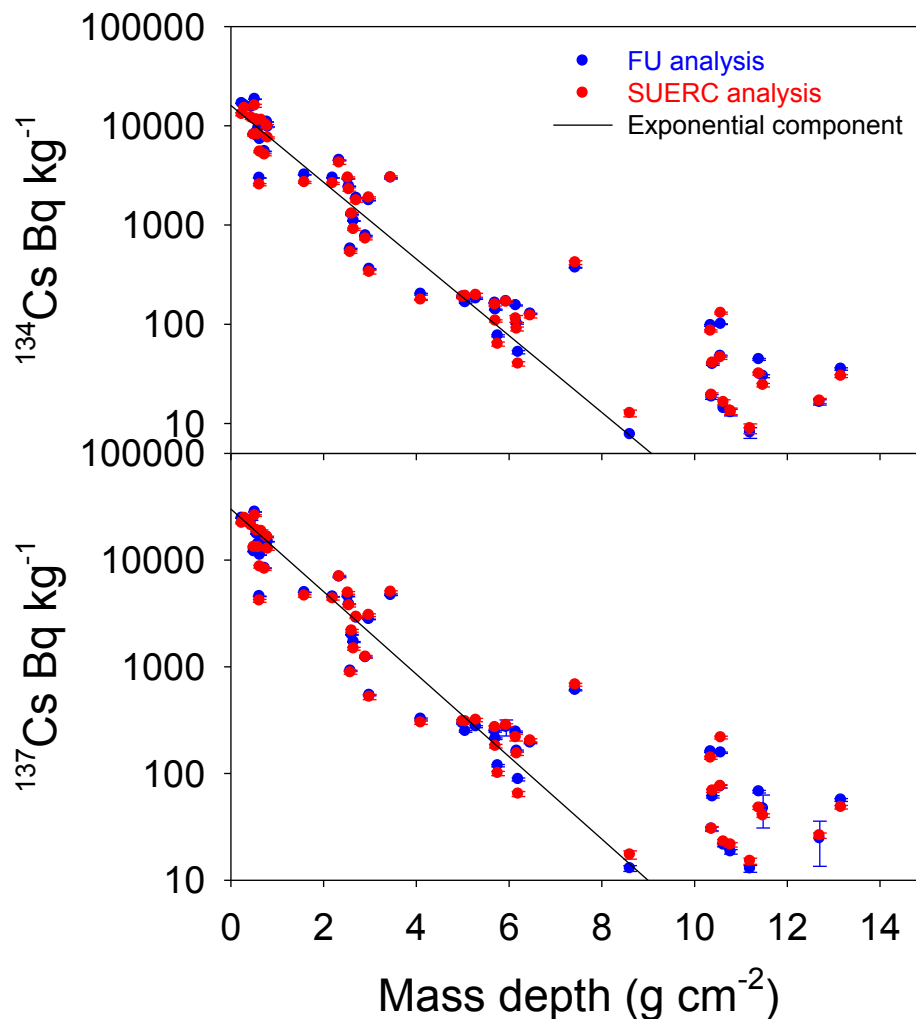 100000
FU analysis
SUERC analysis
Exponential component
10000
1000
100
10
¹³⁴Cs Bq kg⁻¹
100000
10000
1000
100
10
¹³⁷Cs Bq kg⁻¹
0 2 4 6 8 10 12 14
Mass depth (g cm⁻²)